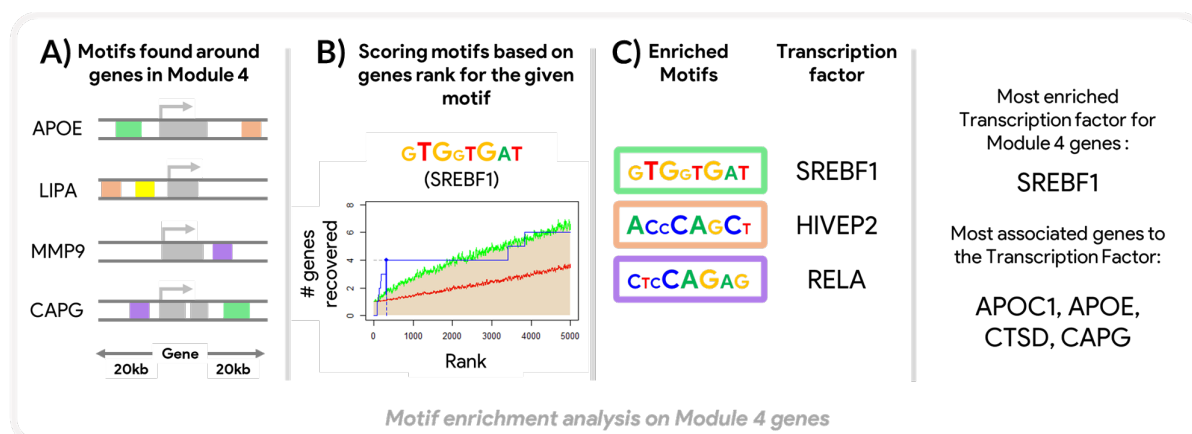 A) Motifs found around
genes in Module 4
APOE
LIPA
MMP9
CAPG
Gene
20kb
20kb
B) Scoring motifs based on
genes rank for the given
motif
GTGGTGAT
(SREBF1)
# genes
recovered
8
6
4
2
0
0
1000
2000
3000
4000
5000
Rank
C) Enriched
Motifs
Transcription
factor
GTGGTGAT
SREBF1
ACCCAGCT
HIVEP2
CTCCAGAG
RELA
Most enriched
Transcription factor for
Module 4 genes :
SREBF1
Most associated genes to
the Transcription Factor:
APOC1, APOE,
CTSD, CAPG
Motif enrichment analysis on Module 4 genes